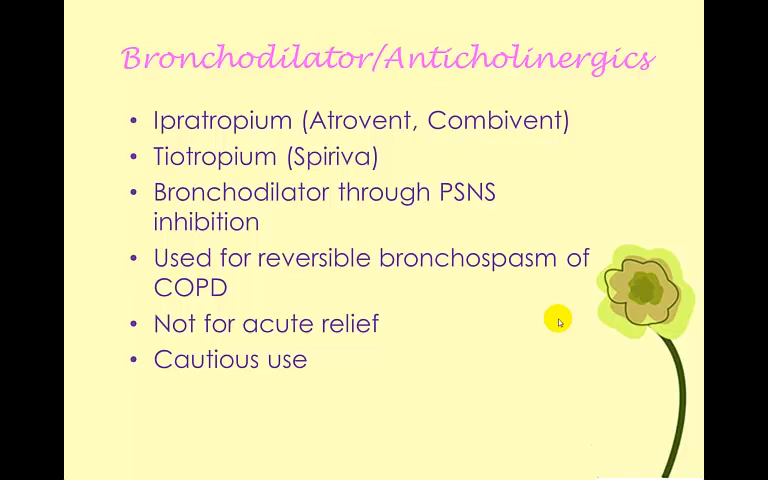 Bronchodilator/Anticholinergics
• Ipratropium (Atrovent, Combivent)
• Tiotropium (Spiriva)
• Bronchodilator through PSNS
inhibition
• Used for reversible bronchospasm of
COPD
• Not for acute relief
• Cautious use